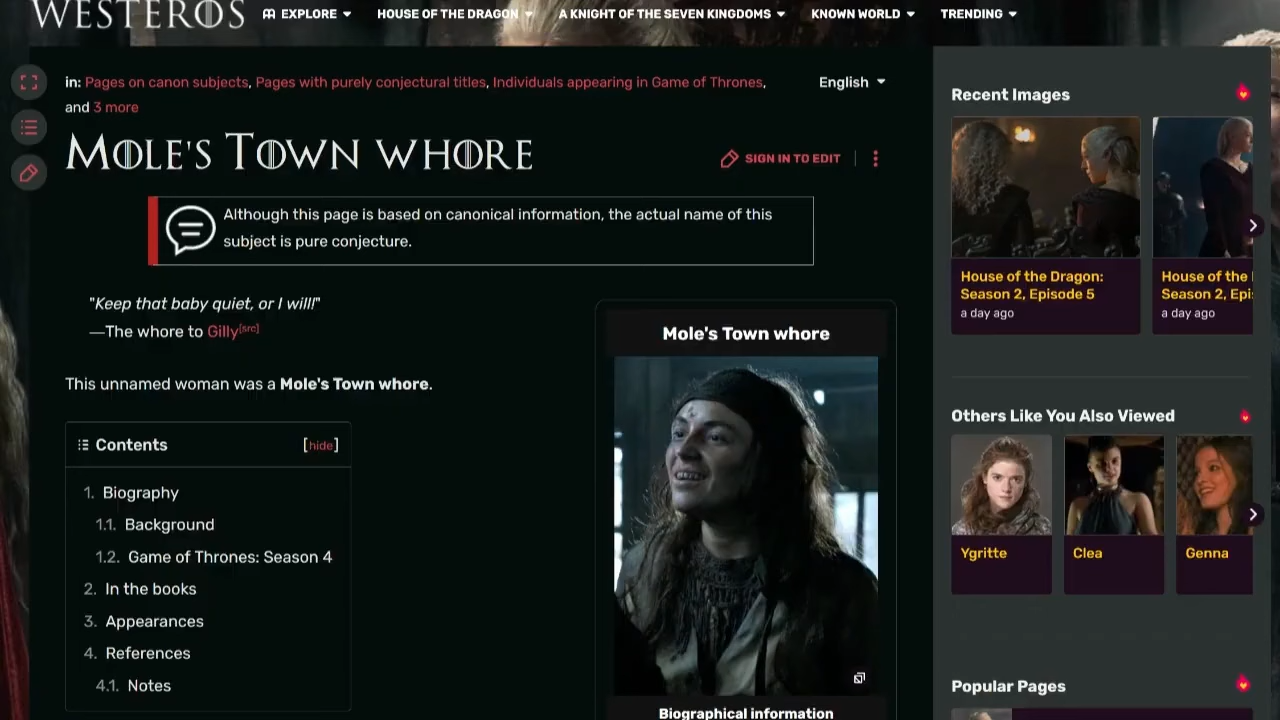 WESTEROS
EXPLORE
HOUSE OF THE DRAGON
A KNIGHT OF THE SEVEN KINGDOMS
KNOWN WORLD
TRENDING
in: Pages on canon subjects, Pages with purely conjectural titles, Individuals appearing in Game of Thrones,
and 3 more
English
Mole's Town whore
SIGN IN TO EDIT
Although this page is based on canonical information, the actual name of this
subject is pure conjecture.
"Keep that baby quiet, or I will!"
—The whore to Gilly[src]
This unnamed woman was a Mole's Town whore.
Contents [hide]
1. Biography
1.1. Background
1.2. Game of Thrones: Season 4
2. In the books
3. Appearances
4. References
4.1. Notes
Mole's Town whore
Biographical information
Recent Images
House of the Dragon:
Season 2, Episode 5
a day ago
House of the
Season 2, Epi
a day ago
Others Like You Also Viewed
Ygritte
Clea
Genna
Popular Pages